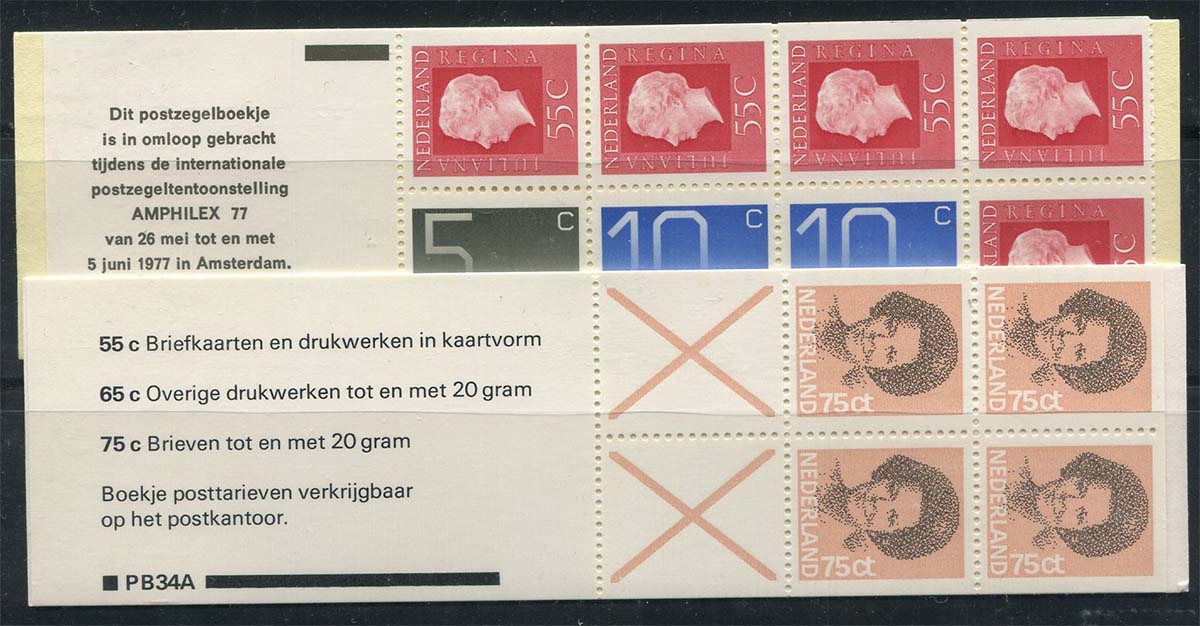 Dit postzegelboekje
is in omloop gebracht
tijdens de internationale
postzegeltentoonstelling
AMPHILEX 77
van 26 mei tot en met
5 juni 1977 in Amsterdam.
NEDERLAND REGINA 55C JULIANA
NEDERLAND REGINA 55C JULIANA
NEDERLAND REGINA 55C JULIANA
NEDERLAND REGINA 55C JULIANA
5 C
10 C
10 C
REGINA
55 c Briefkaarten en drukwerken in kaartvorm
65 c Overige drukwerken tot en met 20 gram
75 c Brieven tot en met 20 gram
Boekje posttarieven verkrijgbaar
op het postkantoor.
PB34A
NEDERLAND 75ct
NEDERLAND 75ct
NEDERLAND 75ct
NEDERLAND 75ct